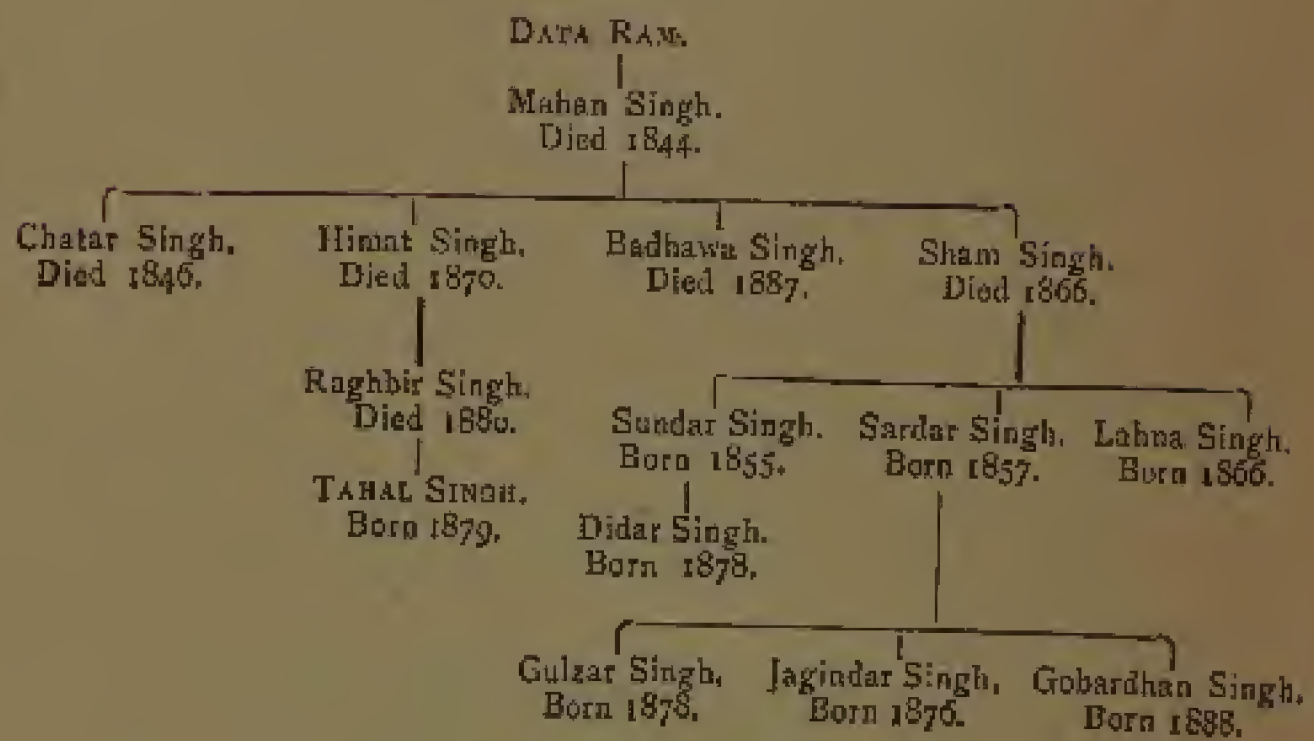 DATA RAM.
Mahan Singh.
Died 1844.
Chatar Singh.
Died 1846.
Himat Singh.
Died 1870.
Badhawa Singh.
Died 1887.
Sham Singh.
Died 1866.
Raghbir Singh.
Died 1880.
TAHAL SINGH.
Born 1879.
Sundar Singh.
Born 1855.
Sardar Singh.
Born 1857.
Lahna Singh.
Born 1866.
Didar Singh.
Born 1878.
Gulzar Singh.
Born 1878.
Jagindar Singh.
Born 1876.
Gobardhan Singh.
Born 1888.